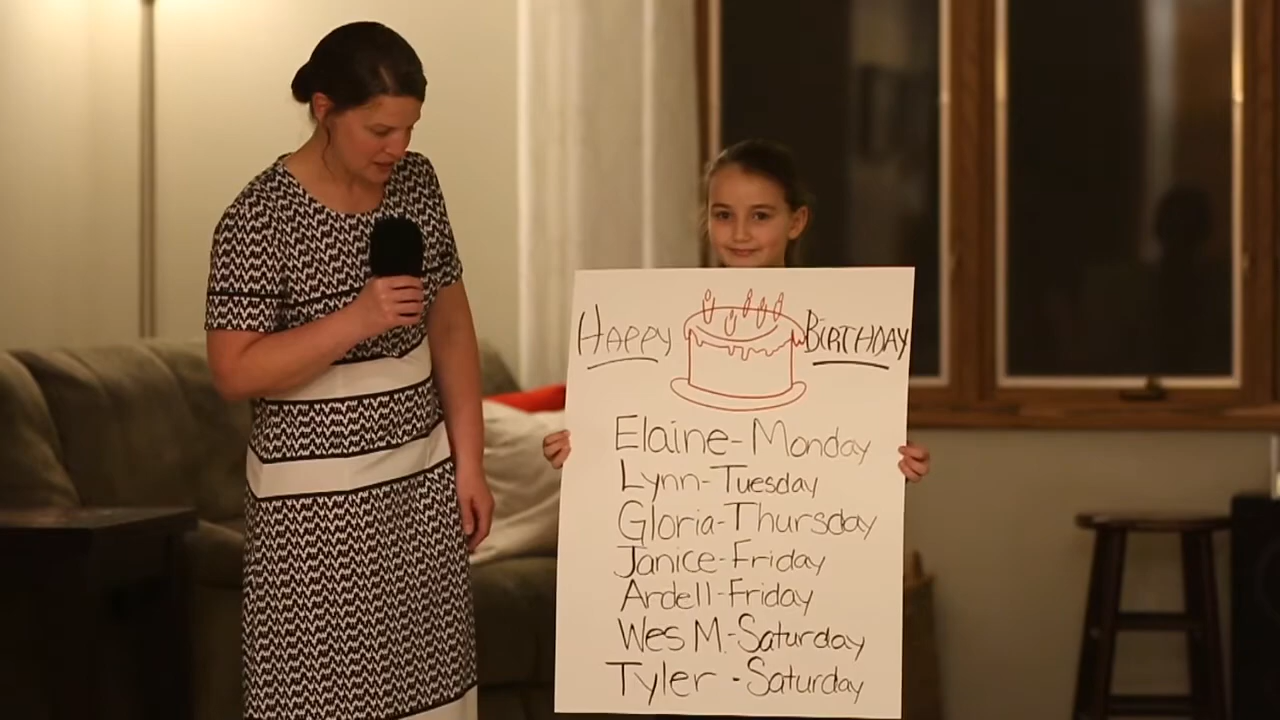 Happy Birthday
Elaine-Monday
Lynn-Tuesday
Gloria-Thursday
Janice-Friday
Ardell-Friday
Wes M.-Saturday
Tyler-Saturday